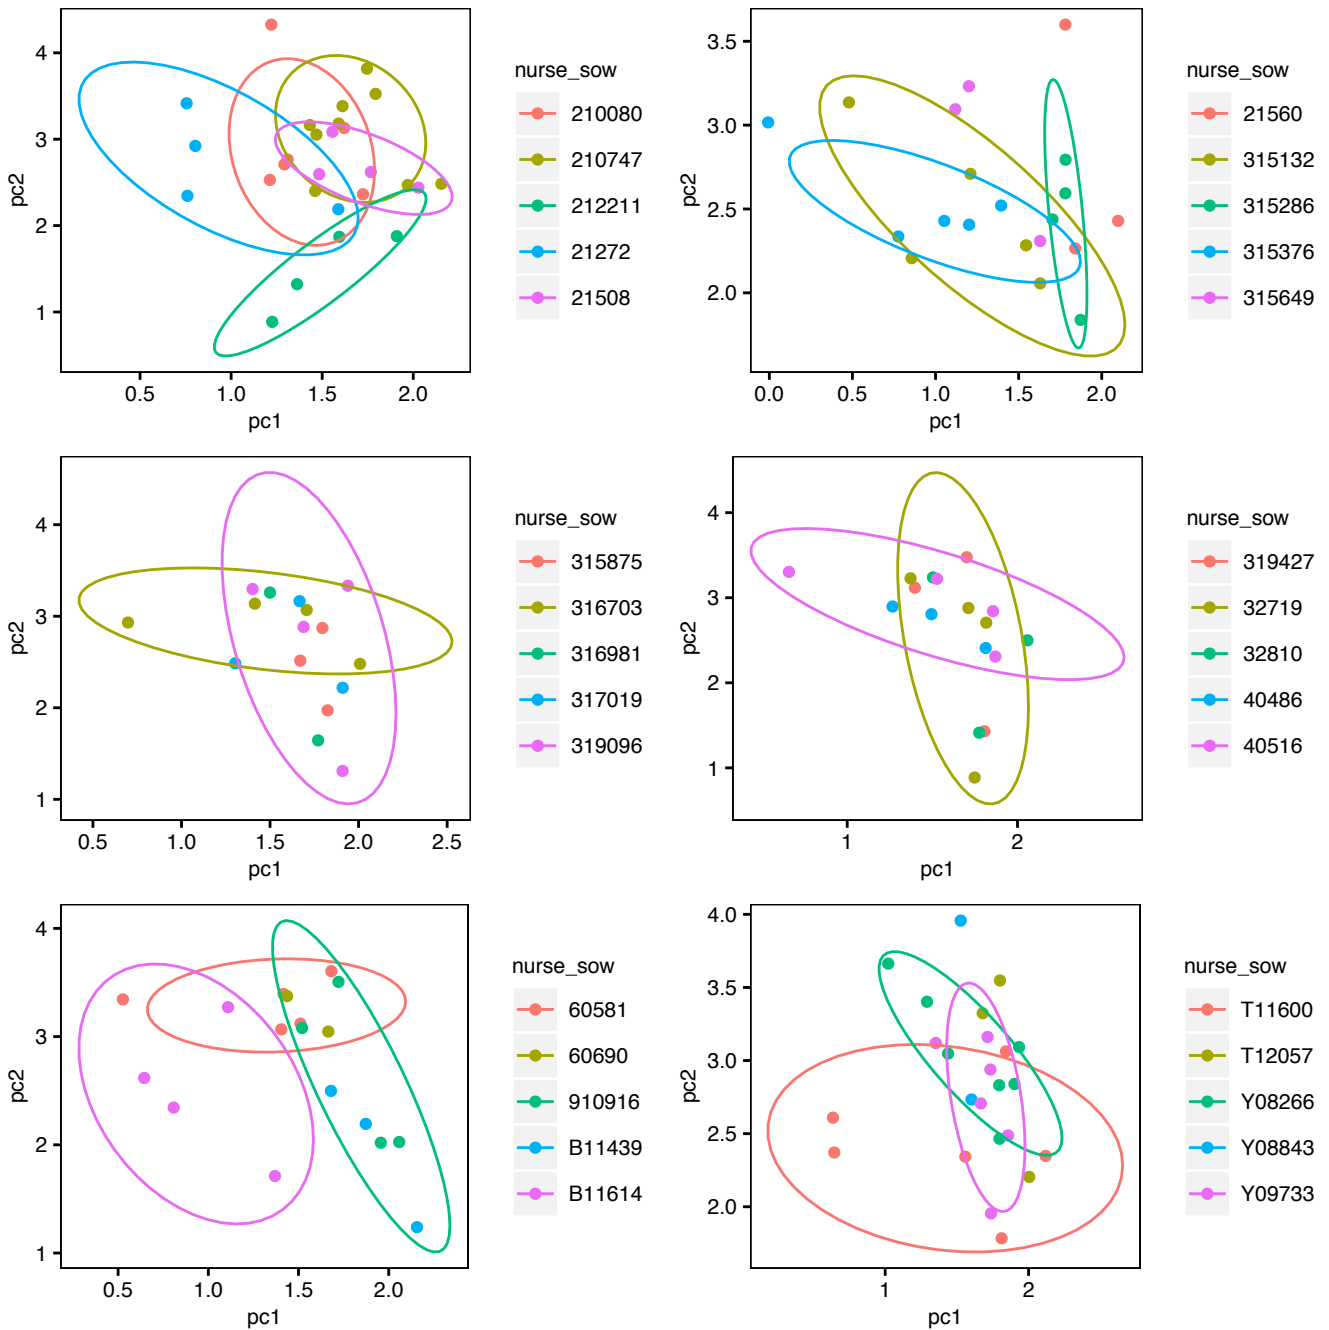 4
3
2
1
pc2
0.5
1.0
1.5
2.0
pc1
nurse_sow
210080
210747
212211
21272
21508
3.5
3.0
2.5
2.0
pc2
0.0
0.5
1.0
1.5
2.0
pc1
nurse_sow
21560
315132
315286
315376
315649
4
3
2
1
pc2
0.5
1.0
1.5
2.0
2.5
pc1
nurse_sow
315875
316703
316981
317019
319096
4
3
2
1
pc2
1
2
pc1
nurse_sow
319427
32719
32810
40486
40516
4
3
2
1
pc2
0.5
1.0
1.5
2.0
pc1
nurse_sow
60581
60690
910916
B11439
B11614
4.0
3.5
3.0
2.5
2.0
pc2
1
2
pc1
nurse_sow
T11600
T12057
Y08266
Y08843
Y09733